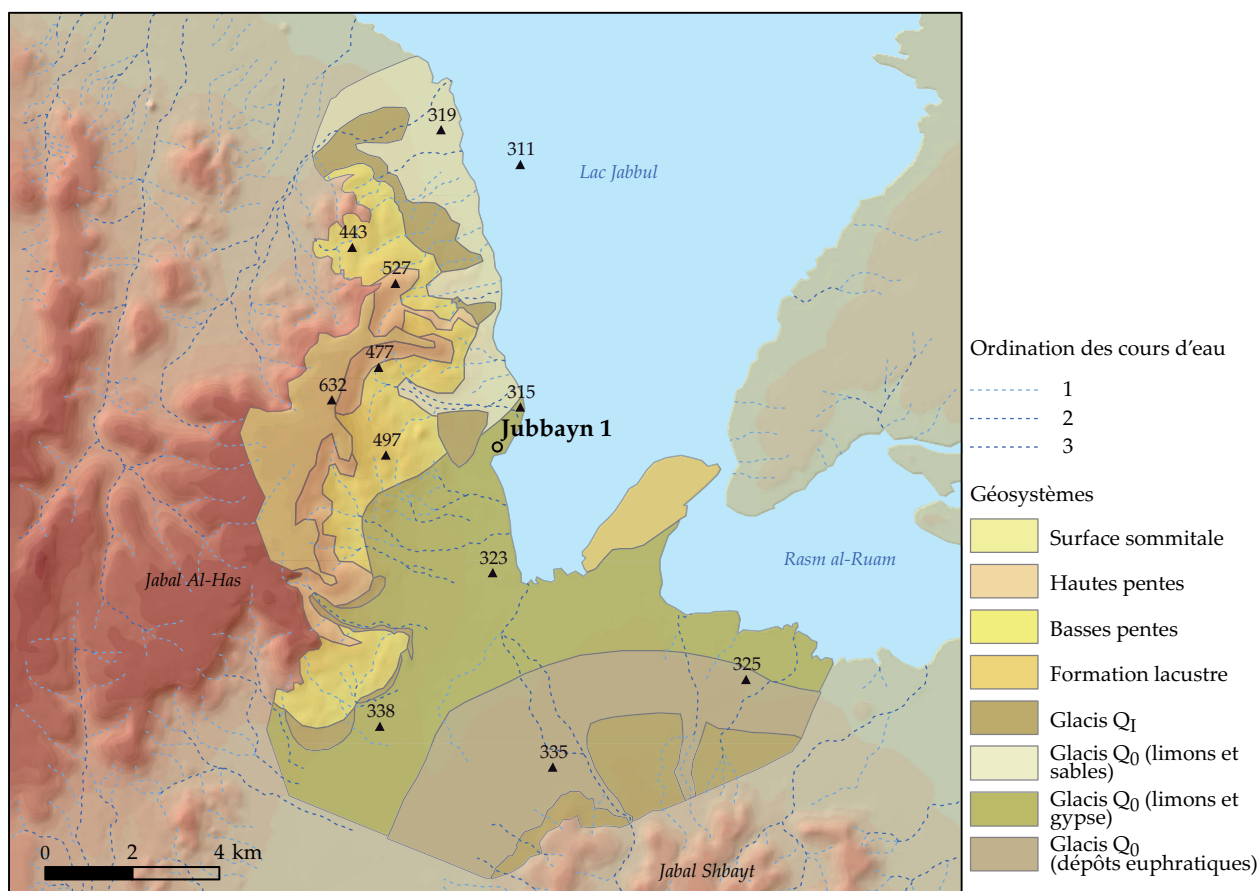 319
311
Lac Jabbul
443
527
477
632
315
Jubbayn 1
497
323
Rasm al-Ruam
Jabal Al-Has
325
338
335
Jabal Shbayt
0 2 4 km
Ordination des cours d’eau
1
2
3
Géosystèmes
Surface sommitale
Hautes pentes
Basses pentes
Formation lacustre
Glacis QI
Glacis Q0 (limons et
sables)
Glacis Q0 (limons et
gypse)
Glacis Q0
(dépôts euphratiques)